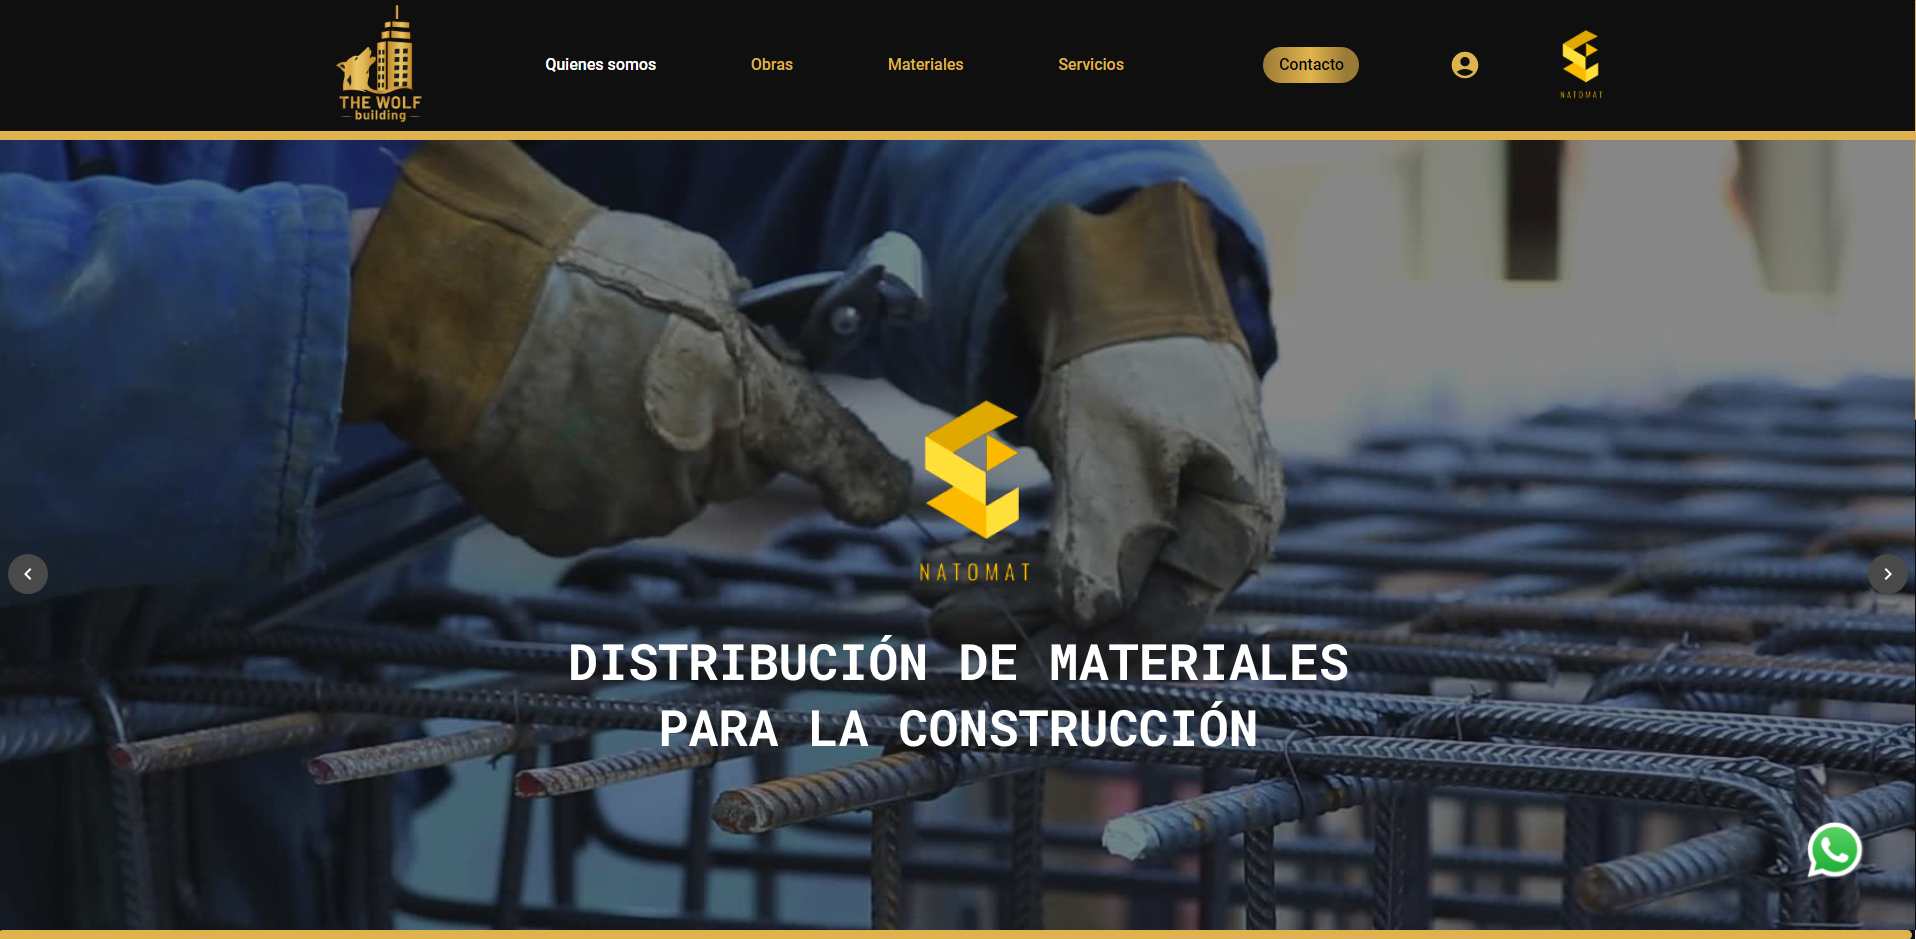 THE WOLF
building
Quienes somos
Obras
Materiales
Servicios
Contacto
NATOMAT
NATOMAT
DISTRIBUCIÓN DE MATERIALES
PARA LA CONSTRUCCIÓN